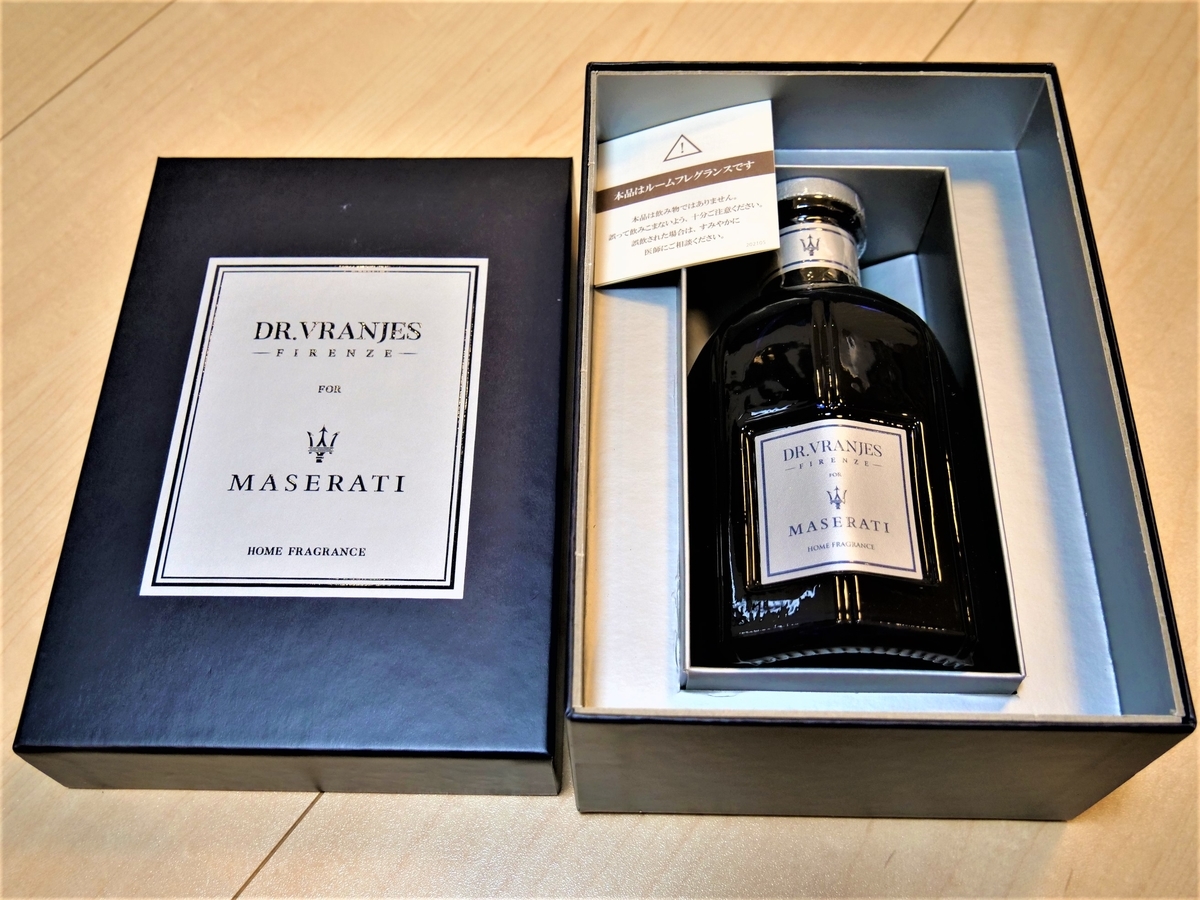 DR.VRANJES
FIRENZE
FOR
MASERATI
HOME FRAGRANCE
!
本品はルームフレグランスです
本品は飲み物ではありません。
誤って飲みこまないよう、十分ご注意ください。
誤飲された場合は、すみやかに
医師にご相談ください。
DR.VRANJES
FIRENZE
FOR
MASERATI
HOME FRAGRANCE